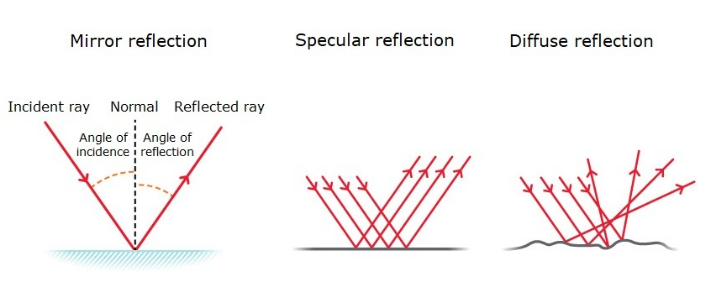 Mirror reflection
Specular reflection
Diffuse reflection
Incident ray
Normal
Reflected ray
Angle of
incidence
Angle of
reflection